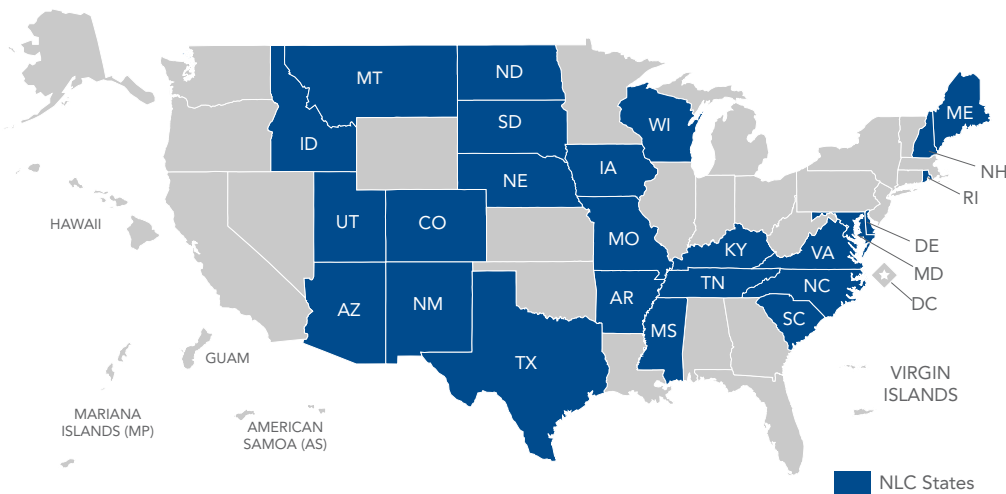 MT
ND
ME
WI
SD
ID
IA
NH
NE
RI
UT
CO
HAWAII
MO
KY
VA
DE
MD
TN
NC
AZ
NM
AR
DC
SC
MS
GUAM
TX
VIRGIN
ISLANDS
MARIANA
ISLANDS (MP)
AMERICAN
SAMOA (AS)
NLC States